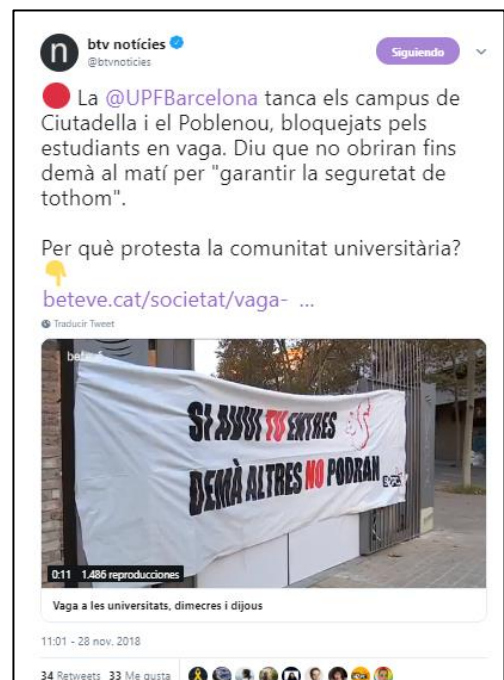 btv notícies
@btvnoticies
Siguiendo
La @UPFBarcelona tanca els campus de
Ciutadella i el Poblenou, bloquejats pels
estudiants en vaga. Diu que no obriran fins
demà al matí per "garantir la seguretat de
tothom".
Per què protesta la comunitat universitària?
beteve.cat/societat/vaga- ...
Traducir Tweet
SI AVUI TU ENTRES
DEMÀ ALTRES NO PODRAN
0:11 1.486 reproducciones
Vaga a les universitats, dimecres i dijous
11:01 - 28 nov. 2018
34 Retweets 33 Me gusta